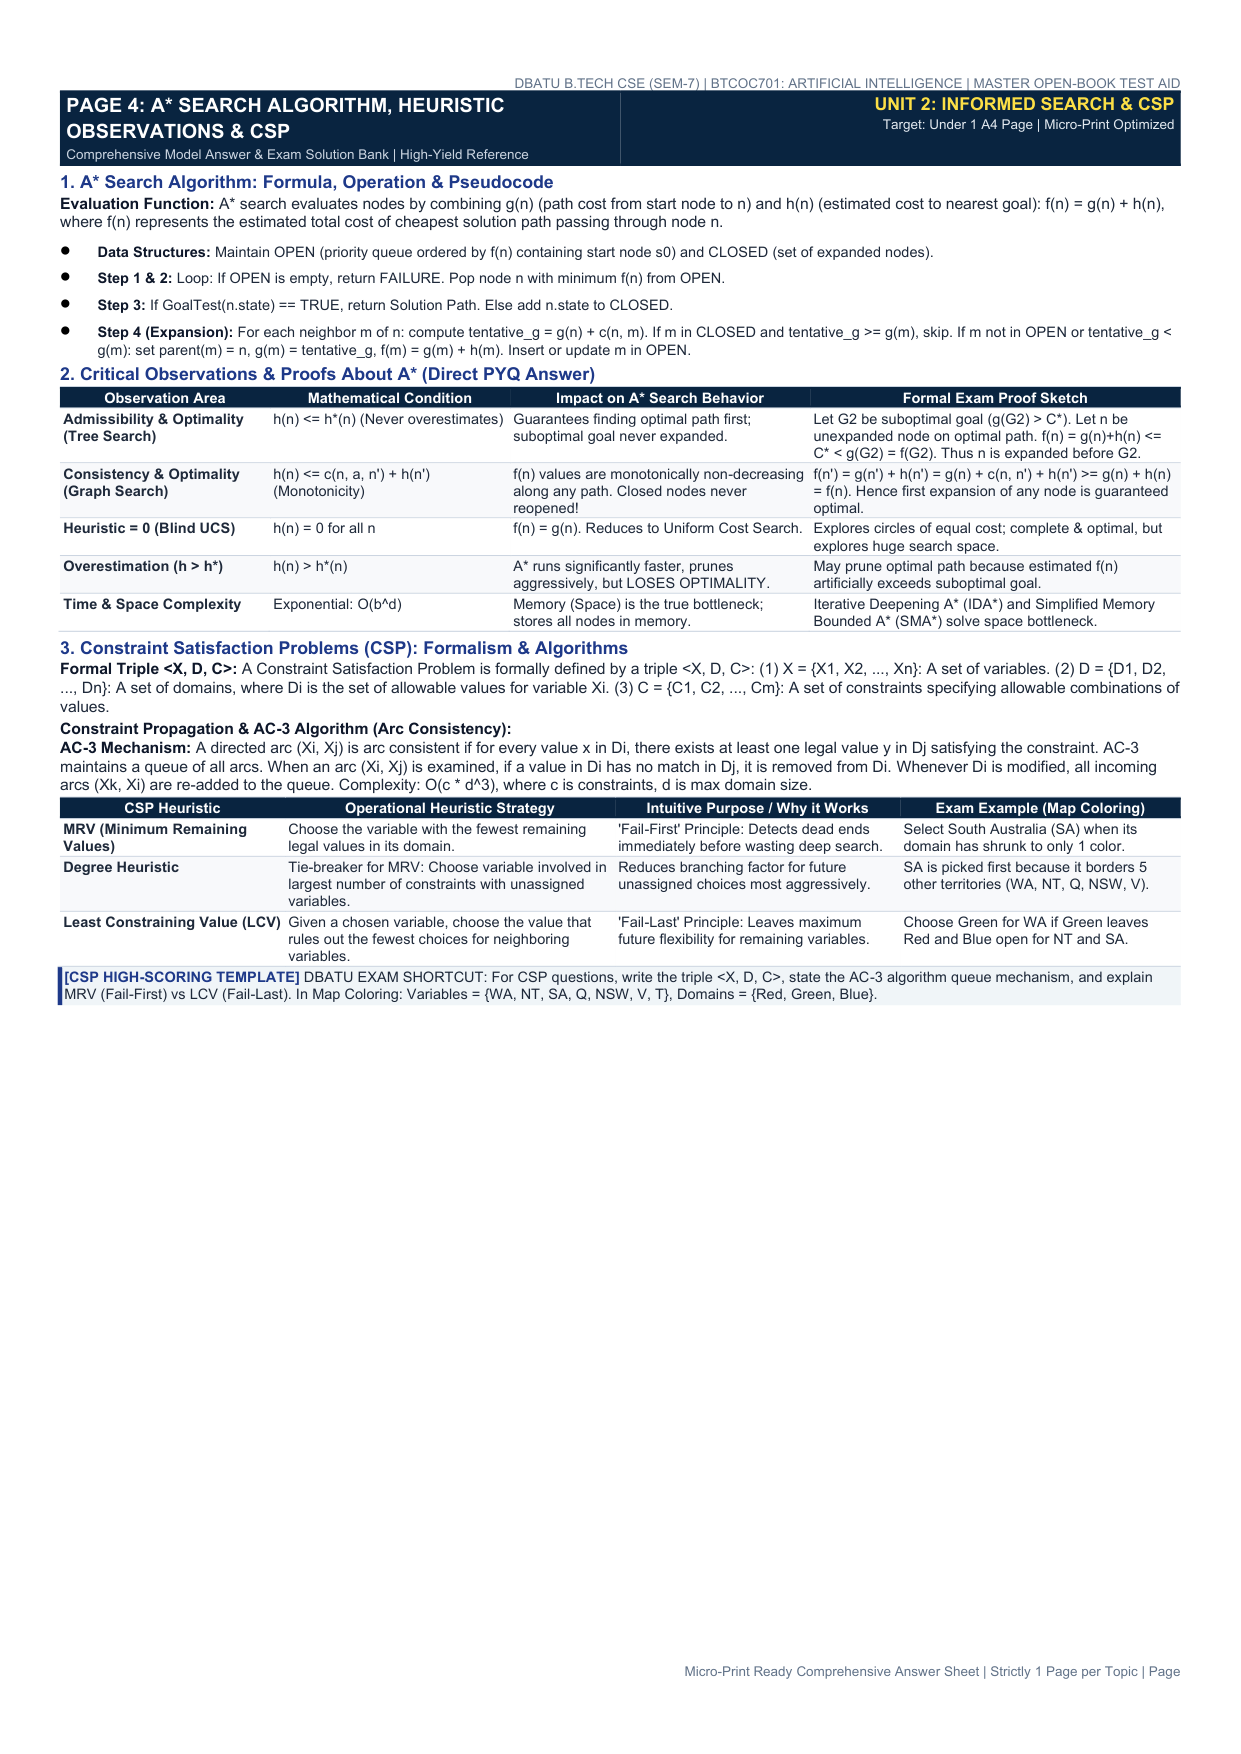 DBATU B.TECH CSE (SEM-7) | BTCOC701: ARTIFICIAL INTELLIGENCE | MASTER OPEN-BOOK TEST AID
PAGE 4: A* SEARCH ALGORITHM, HEURISTIC
OBSERVATIONS & CSP
Comprehensive Model Answer & Exam Solution Bank | High-Yield Reference
UNIT 2: INFORMED SEARCH & CSP
Target: Under 1 A4 Page | Micro-Print Optimized
1. A* Search Algorithm: Formula, Operation & Pseudocode
Evaluation Function: A* search evaluates nodes by combining g(n) (path cost from start node to n) and h(n) (estimated cost to nearest goal): f(n) = g(n) + h(n),
where f(n) represents the estimated total cost of cheapest solution path passing through node n.
● Data Structures: Maintain OPEN (priority queue ordered by f(n) containing start node s0) and CLOSED (set of expanded nodes).
● Step 1 & 2: Loop: If OPEN is empty, return FAILURE. Pop node n with minimum f(n) from OPEN.
● Step 3: If GoalTest(n.state) == TRUE, return Solution Path. Else add n.state to CLOSED.
● Step 4 (Expansion): For each neighbor m of n: compute tentative_g = g(n) + c(n, m). If m in CLOSED and tentative_g >= g(m), skip. If m not in OPEN or tentative_g <
g(m): set parent(m) = n, g(m) = tentative_g, f(m) = g(m) + h(m). Insert or update m in OPEN.
2. Critical Observations & Proofs About A* (Direct PYQ Answer)
Observation Area Mathematical Condition Impact on A* Search Behavior Formal Exam Proof Sketch
Admissibility & Optimality h(n) <= h*(n) (Never overestimates) Guarantees finding optimal path first; Let G2 be suboptimal goal (g(G2) > C*). Let n be
(Tree Search) suboptimal goal never expanded. unexpanded node on optimal path. f(n) = g(n)+h(n) <=
C* < g(G2) = f(G2). Thus n is expanded before G2.
Consistency & Optimality h(n) <= c(n, a, n') + h(n') f(n) values are monotonically non-decreasing f(n') = g(n') + h(n') = g(n) + c(n, n') + h(n') >= g(n) + h(n)
(Graph Search) (Monotonicity) along any path. Closed nodes never = f(n). Hence first expansion of any node is guaranteed
reopened! optimal.
Heuristic = 0 (Blind UCS) h(n) = 0 for all n f(n) = g(n). Reduces to Uniform Cost Search. Explores circles of equal cost; complete & optimal, but
explores huge search space.
Overestimation (h > h*) h(n) > h*(n) A* runs significantly faster, prunes May prune optimal path because estimated f(n)
aggressively, but LOSES OPTIMALITY. artificially exceeds suboptimal goal.
Time & Space Complexity Exponential: O(b^d) Memory (Space) is the true bottleneck; Iterative Deepening A* (IDA*) and Simplified Memory
stores all nodes in memory. Bounded A* (SMA*) solve space bottleneck.
3. Constraint Satisfaction Problems (CSP): Formalism & Algorithms
Formal Triple <X, D, C>: A Constraint Satisfaction Problem is formally defined by a triple <X, D, C>: (1) X = {X1, X2, ..., Xn}: A set of variables. (2) D = {D1, D2,
..., Dn}: A set of domains, where Di is the set of allowable values for variable Xi. (3) C = {C1, C2, ..., Cm}: A set of constraints specifying allowable combinations of
values.
Constraint Propagation & AC-3 Algorithm (Arc Consistency):
AC-3 Mechanism: A directed arc (Xi, Xj) is arc consistent if for every value x in Di, there exists at least one legal value y in Dj satisfying the constraint. AC-3
maintains a queue of all arcs. When an arc (Xi, Xj) is examined, if a value in Di has no match in Dj, it is removed from Di. Whenever Di is modified, all incoming
arcs (Xk, Xi) are re-added to the queue. Complexity: O(c * d^3), where c is constraints, d is max domain size.
CSP Heuristic Operational Heuristic Strategy Intuitive Purpose / Why it Works Exam Example (Map Coloring)
MRV (Minimum Remaining Choose the variable with the fewest remaining 'Fail-First' Principle: Detects dead ends Select South Australia (SA) when its
Values) legal values in its domain. immediately before wasting deep search. domain has shrunk to only 1 color.
Degree Heuristic Tie-breaker for MRV: Choose variable involved in Reduces branching factor for future SA is picked first because it borders 5
largest number of constraints with unassigned unassigned choices most aggressively. other territories (WA, NT, Q, NSW, V).
variables.
Least Constraining Value (LCV) Given a chosen variable, choose the value that 'Fail-Last' Principle: Leaves maximum Choose Green for WA if Green leaves
rules out the fewest choices for neighboring future flexibility for remaining variables. Red and Blue open for NT and SA.
variables.
[CSP HIGH-SCORING TEMPLATE] DBATU EXAM SHORTCUT: For CSP questions, write the triple <X, D, C>, state the AC-3 algorithm queue mechanism, and explain
MRV (Fail-First) vs LCV (Fail-Last). In Map Coloring: Variables = {WA, NT, SA, Q, NSW, V, T}, Domains = {Red, Green, Blue}.
Micro-Print Ready Comprehensive Answer Sheet | Strictly 1 Page per Topic | Page